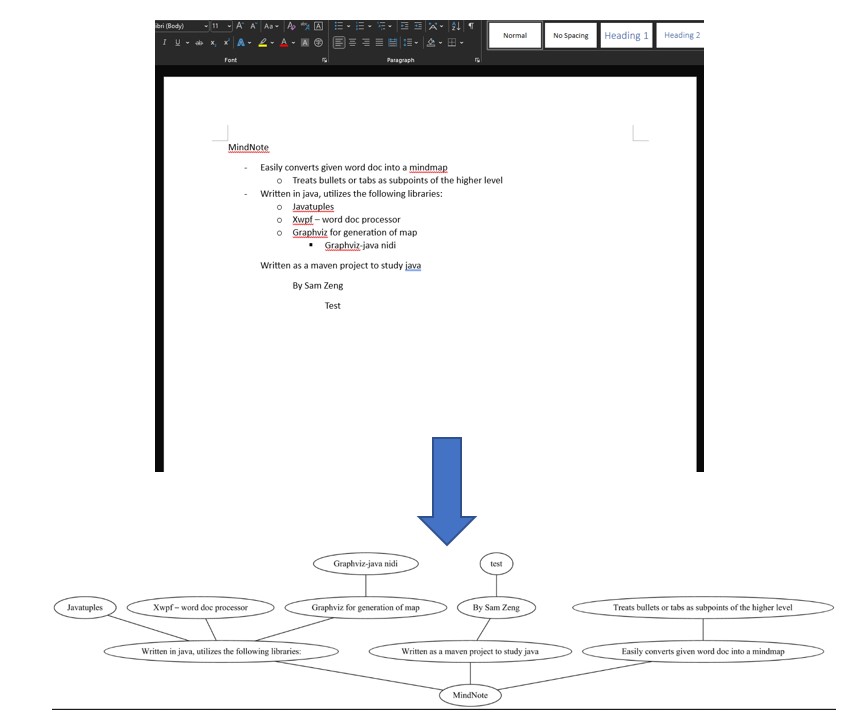 ibri (Body) 11 A A Aa A A
I U ab x x A A A
Normal No Spacing Heading 1 Heading 2
Font Paragraph
MindNote
- Easily converts given word doc into a mindmap
o Treats bullets or tabs as subpoints of the higher level
- Written in java, utilizes the following libraries:
o Javatuples
o Xwpf – word doc processor
o Graphviz for generation of map
▪ Graphviz-java nidi
Written as a maven project to study java
By Sam Zeng
Test
Graphviz-java nidi test
Javatuples Xwpf – word doc processor Graphviz for generation of map By Sam Zeng Treats bullets or tabs as subpoints of the higher level
Written in java, utilizes the following libraries: Written as a maven project to study java Easily converts given word doc into a mindmap
MindNote